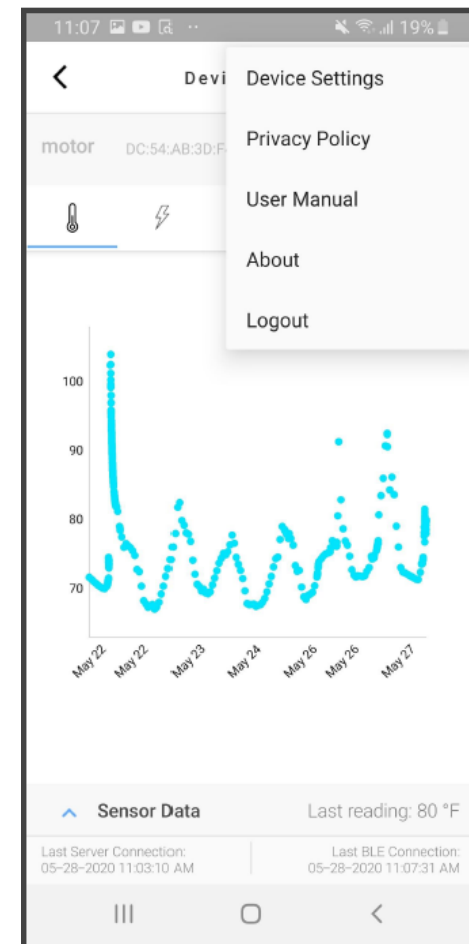 11:07
19%
Devi
Device Settings
Privacy Policy
User Manual
About
Logout
motor DC:54:AB:3D:F
100
90
80
70
May 22 May 22 May 23 May 24 May 26 May 26 May 27
Sensor Data Last reading: 80 °F
Last Server Connection: Last BLE Connection:
05-28-2020 11:03:10 AM 05-28-2020 11:07:31 AM